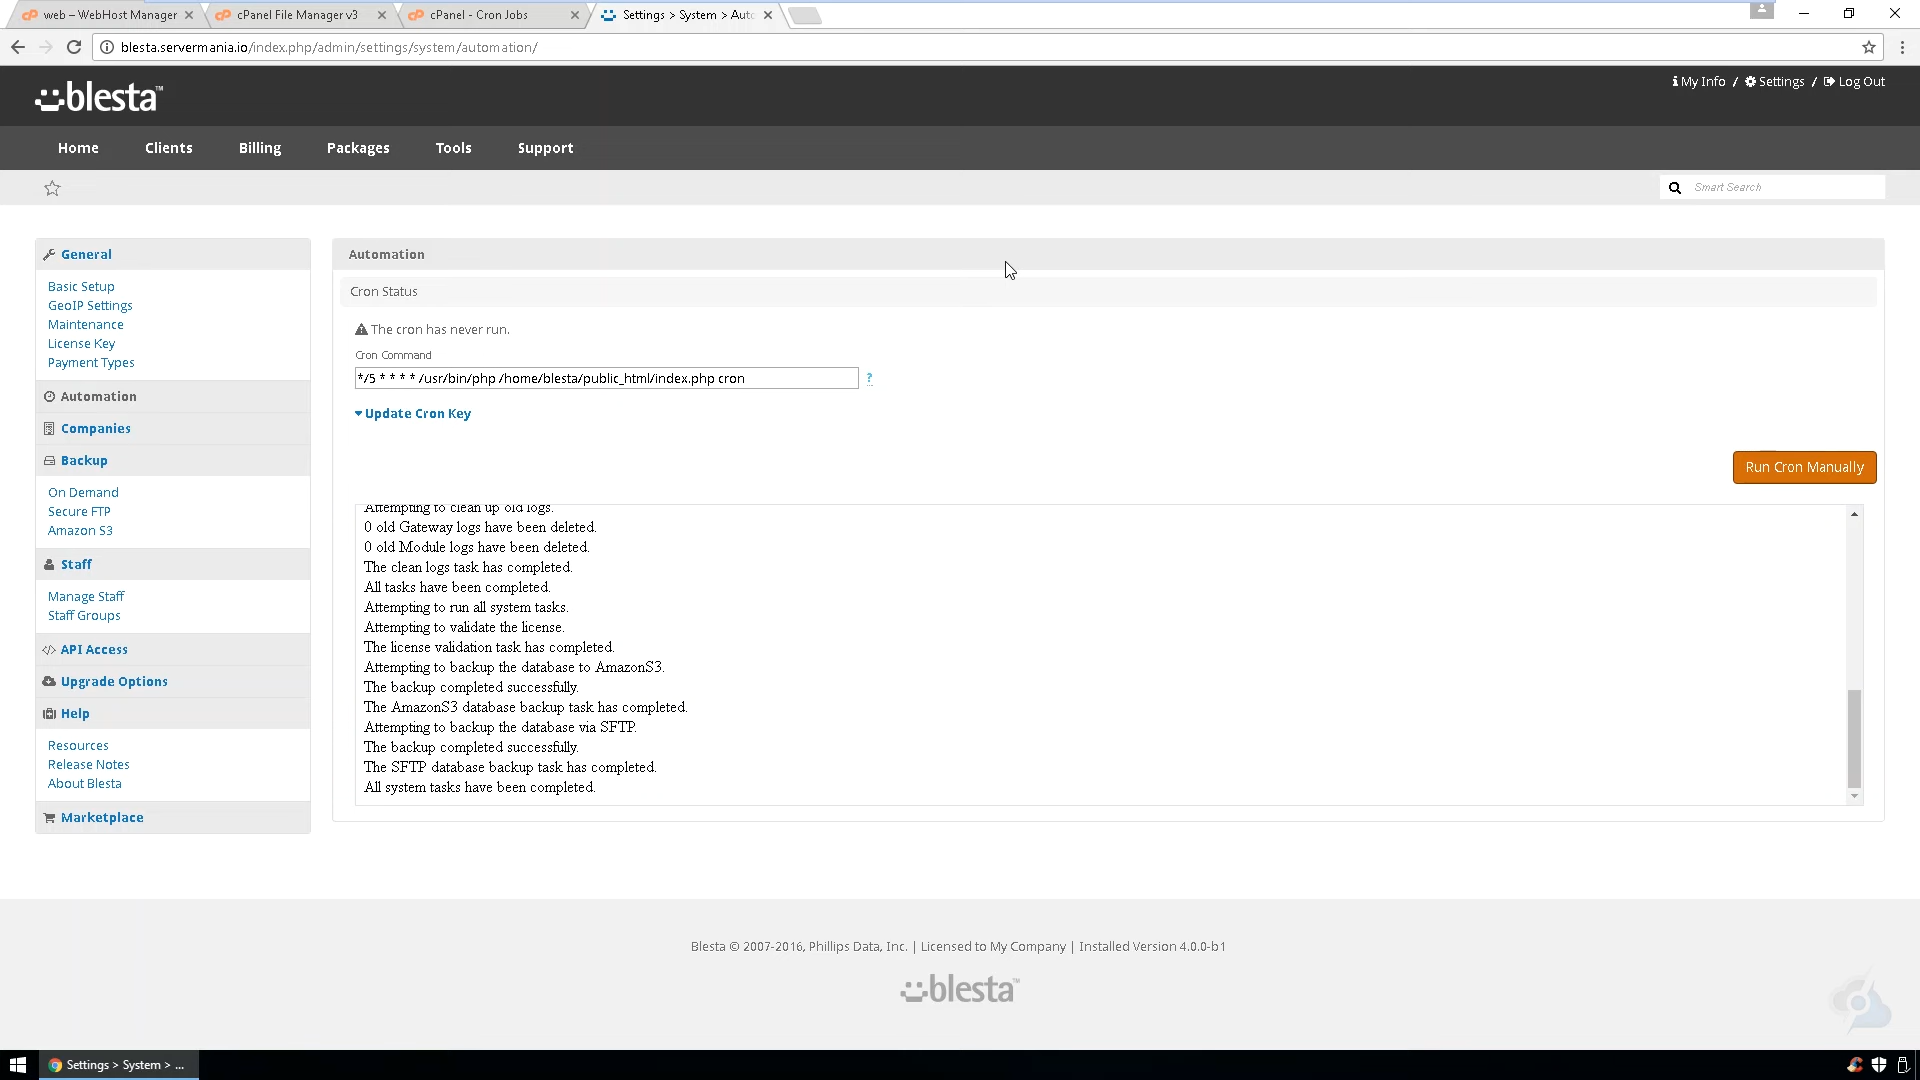 web – WebHost Manager
cPanel File Manager v3
cPanel - Cron Jobs
Settings > System > Auto
blesta.servermania.io/index.php/admin/settings/system/automation/
blesta™
My Info / Settings / Log Out
Home
Clients
Billing
Packages
Tools
Support
Smart Search
General
Basic Setup
GeoIP Settings
Maintenance
License Key
Payment Types
Automation
Companies
Backup
On Demand
Secure FTP
Amazon S3
Staff
Manage Staff
Staff Groups
API Access
Upgrade Options
Help
Resources
Release Notes
About Blesta
Marketplace
Automation
Cron Status
The cron has never run.
Cron Command
*/5 * * * * /usr/bin/php /home/blesta/public_html/index.php cron
?
Update Cron Key
Run Cron Manually
Attempting to clean up old logs.
0 old Gateway logs have been deleted.
0 old Module logs have been deleted.
The clean logs task has completed.
All tasks have been completed.
Attempting to run all system tasks.
Attempting to validate the license.
The license validation task has completed.
Attempting to backup the database to AmazonS3.
The backup completed successfully.
The AmazonS3 database backup task has completed.
Attempting to backup the database via SFTP.
The backup completed successfully.
The SFTP database backup task has completed.
All system tasks have been completed.
Blesta © 2007-2016, Phillips Data, Inc. | Licensed to My Company | Installed Version 4.0.0-b1
blesta™
Settings > System > ...